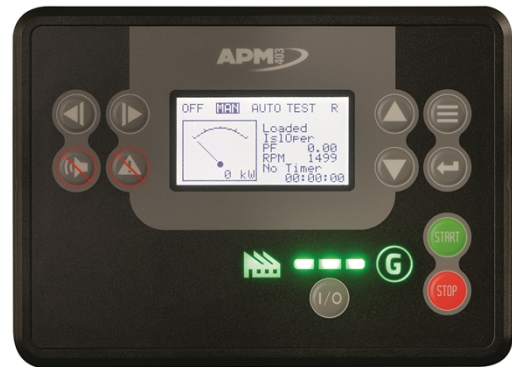 APM403
OFF MAN AUTO TEST R
Loaded
IslOper
PF 0.00
RPM 1499
No Timer
00:00:00
0 kW
G
I/O
START
STOP